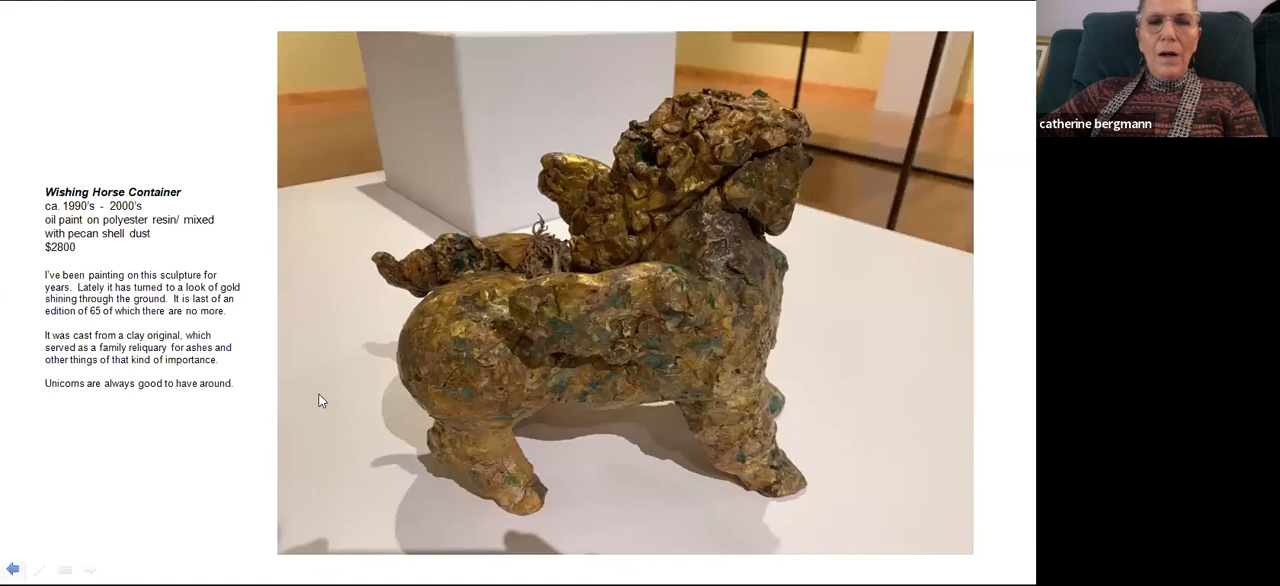 Wishing Horse Container
ca. 1990's - 2000's
oil paint on polyester resin/ mixed
with pecan shell dust
$2800
I've been painting on this sculpture for
years. Lately it has turned to a look of gold
shining through the ground. It is last of an
edition of 65 of which there are no more.
It was cast from a clay original, which
served as a family reliquary for ashes and
other things of that kind of importance.
Unicorns are always good to have around.
catherine bergmann